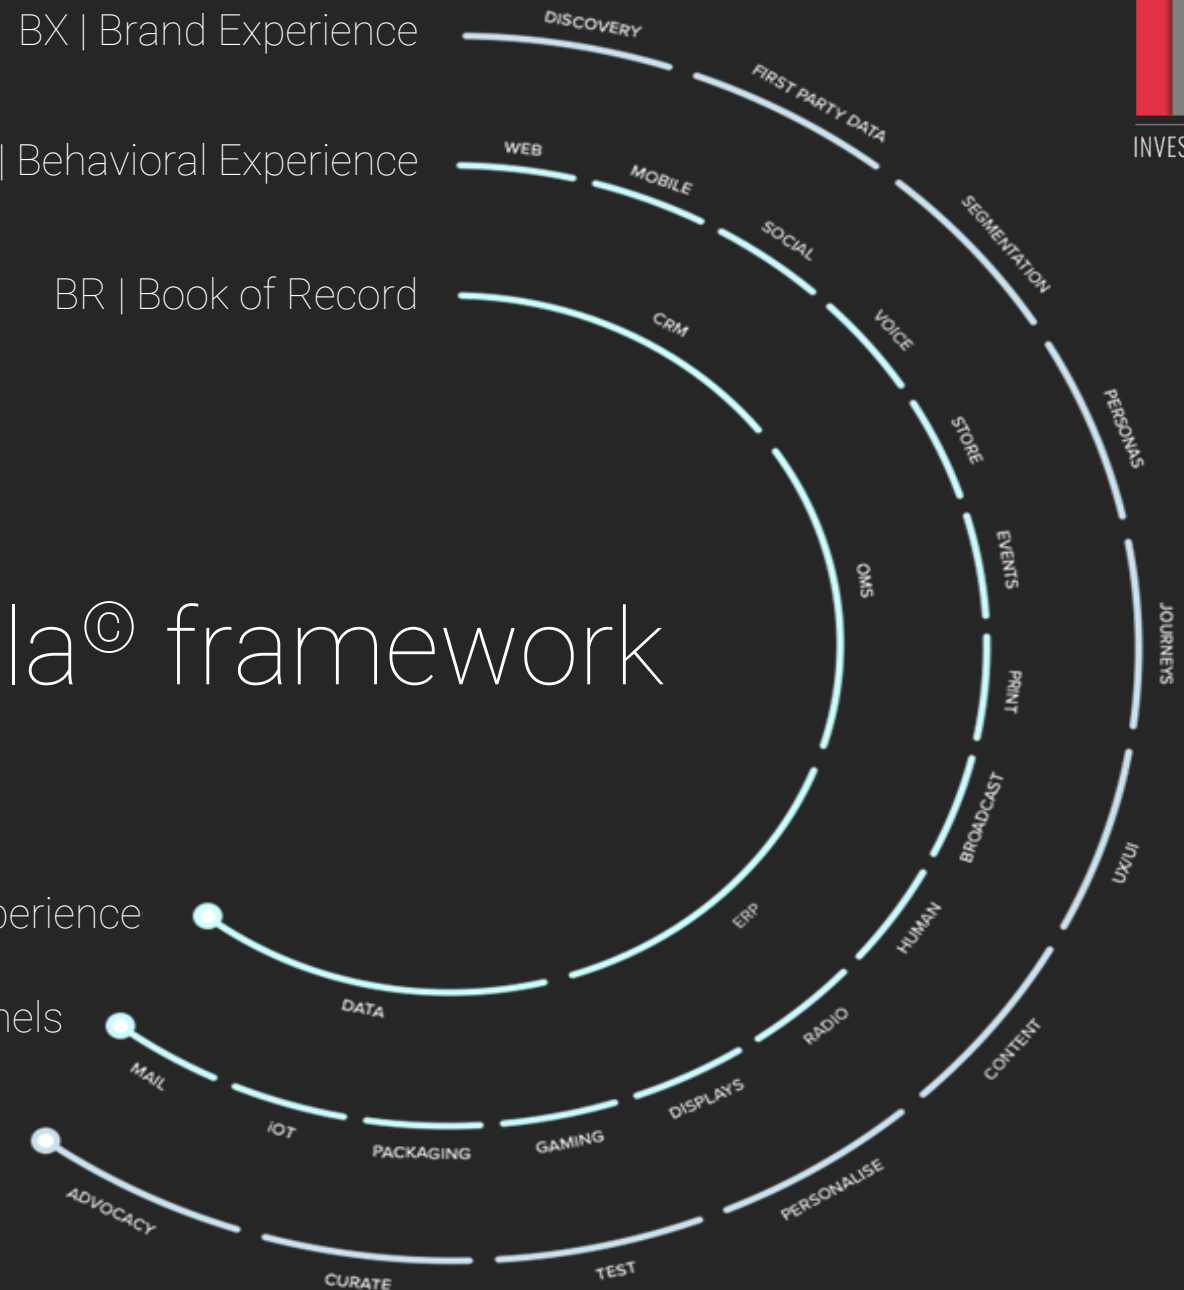 BX | Brand Experience
| Behavioral Experience
BR | Book of Record
la© framework
perience
nels
INVES
DISCOVERY
FIRST PARTY DATA
SEGMENTATION
PERSONAS
JOURNEYS
UX/UI
CONTENT
PERSONALISE
TEST
CURATE
ADVOCACY
WEB
MOBILE
SOCIAL
VOICE
STORE
EVENTS
PRINT
BROADCAST
HUMAN
RADIO
DISPLAYS
GAMING
PACKAGING
iOT
MAIL
CRM
OMS
ERP
DATA